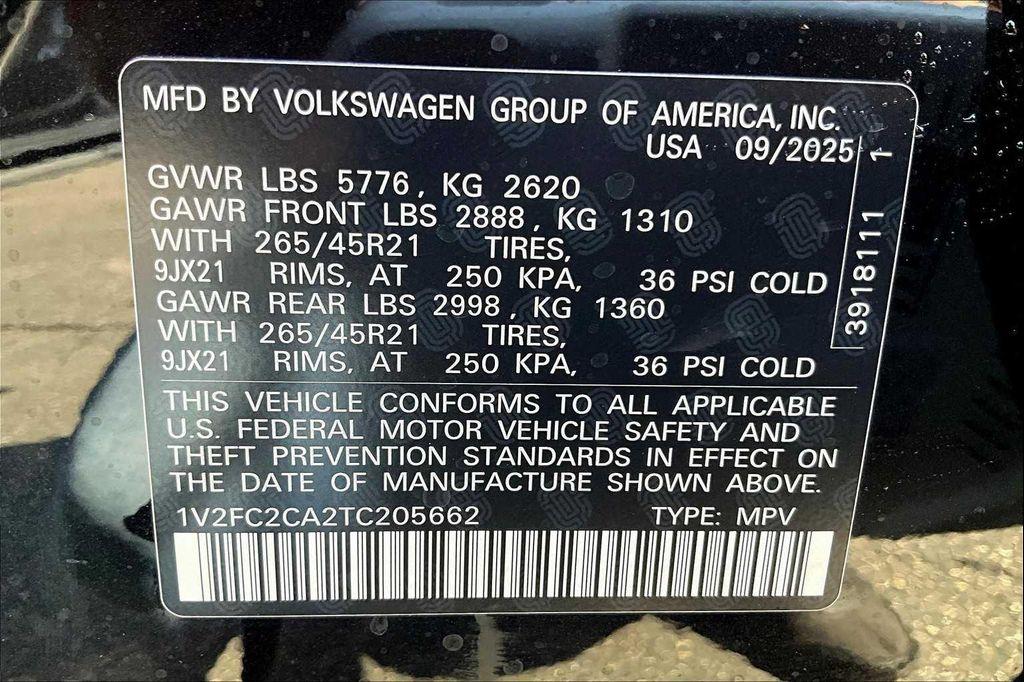 MFD BY VOLKSWAGEN GROUP OF AMERICA, INC.
USA 09/2025
GVWR LBS 5776, KG 2620
GAWR FRONT LBS 2888, KG 1310
WITH 265/45R21 TIRES,
9JX21 RIMS, AT 250 KPA, 36 PSI COLD
GAWR REAR LBS 2998, KG 1360
WITH 265/45R21 TIRES,
9JX21 RIMS, AT 250 KPA, 36 PSI COLD
3918111 1
THIS VEHICLE CONFORMS TO ALL APPLICABLE
U.S. FEDERAL MOTOR VEHICLE SAFETY AND
THEFT PREVENTION STANDARDS IN EFFECT ON
THE DATE OF MANUFACTURE SHOWN ABOVE.
1V2FC2CA2TC205662 TYPE: MPV